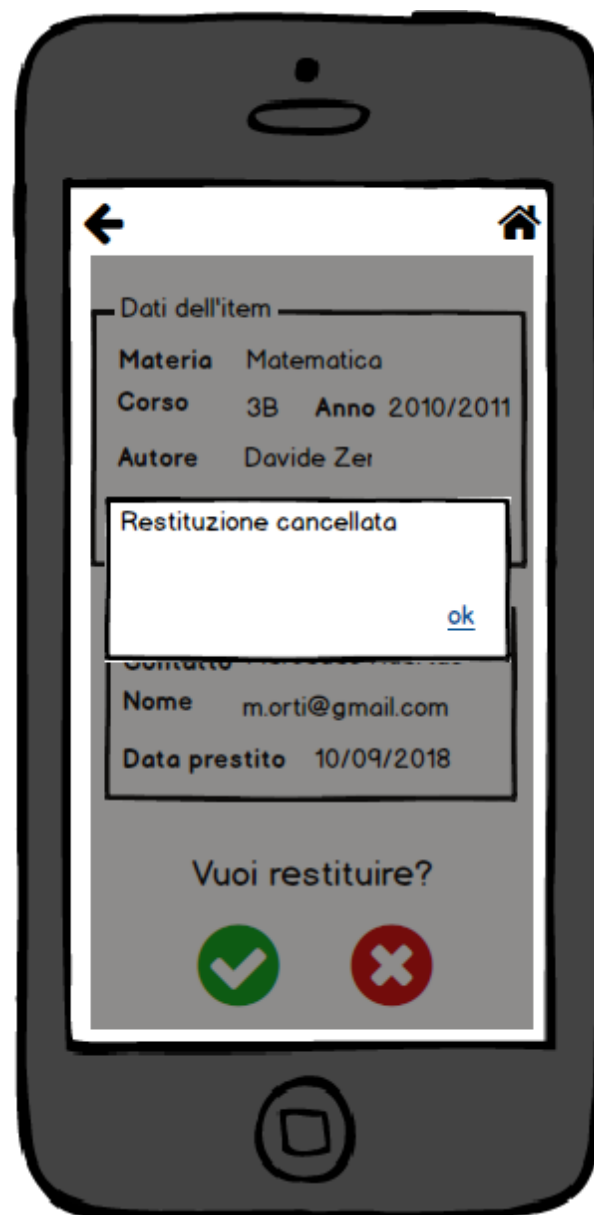 Dati dell'item
Materia Matematica
Corso 3B Anno 2010/2011
Autore Davide Zer
Restituzione cancellata
ok
Contatto
Nome m.orti@gmail.com
Data prestito 10/09/2018
Vuoi restituire?